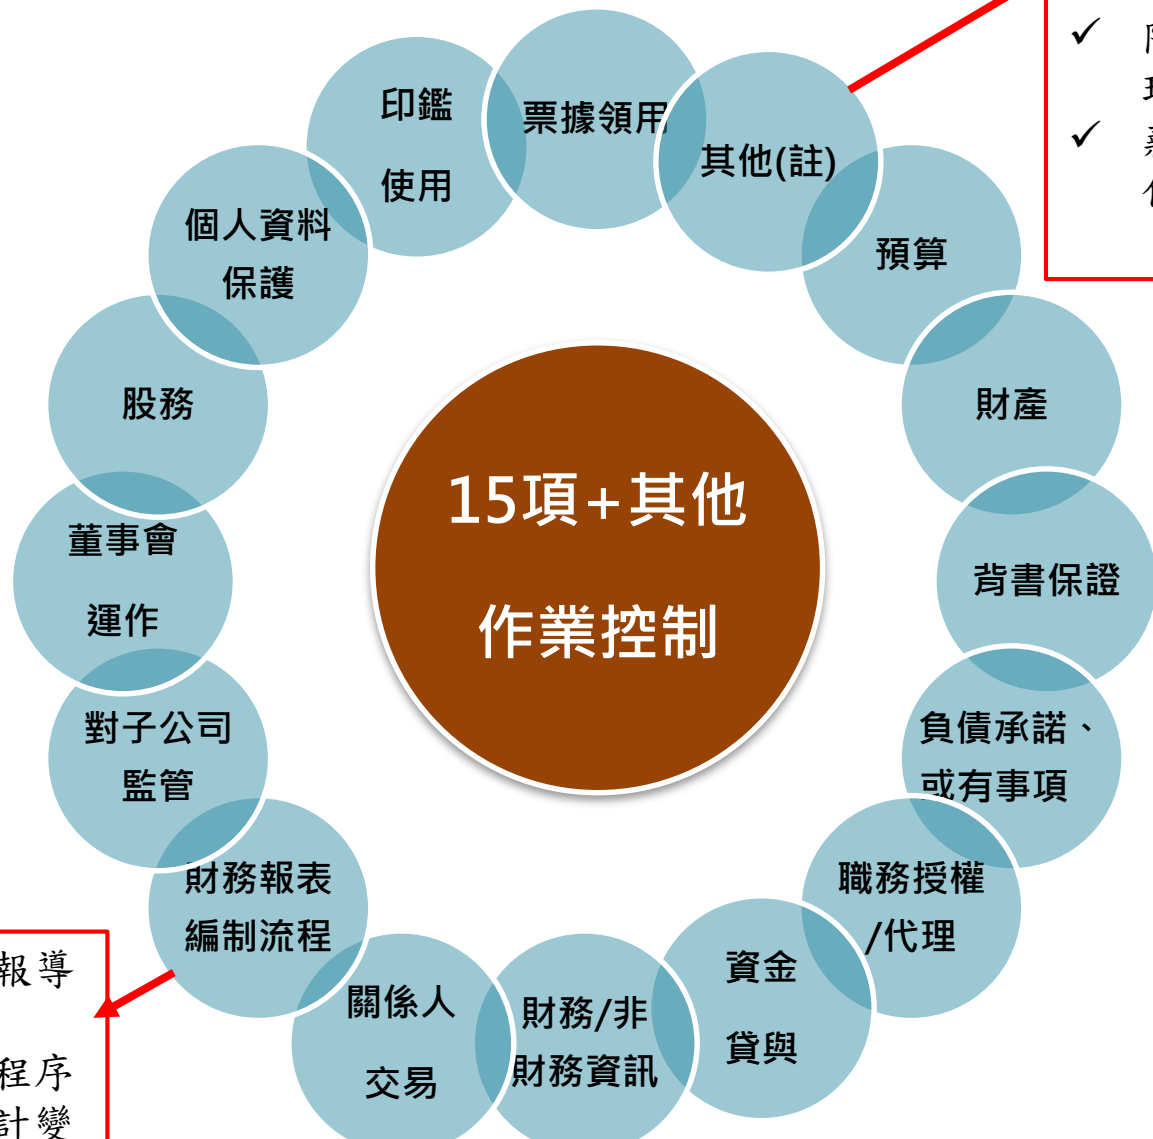 15項+其他
作業控制
印鑑
使用
票據領用
其他(註)
預算
財產
背書保證
負債承諾、
或有事項
職務授權
/代理
資金
貸與
財務/非
財務資訊
關係人
交易
財務報表
編制流程
對子公司
監管
董事會
運作
股務
個人資料
保護
報導
程序
計變